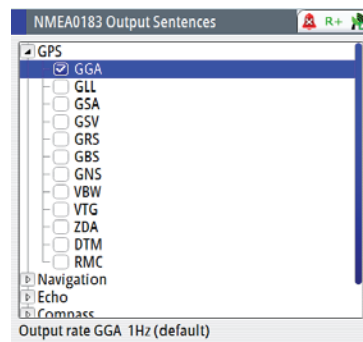 NMEA0183 Output Sentences R+
GPS
GGA
GLL
GSA
GSV
GRS
GBS
GNS
VBW
VTG
ZDA
DTM
RMC
Navigation
Echo
Compass
Output rate GGA 1Hz (default)